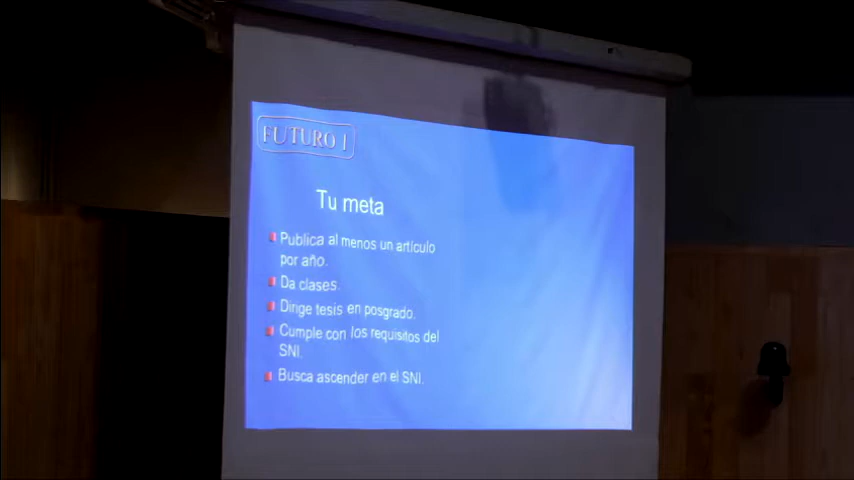 FUTURO 1
Tu meta
Publica al menos un artículo
por año.
Da clases.
Dirige tesis en posgrado.
Cumple con los requisitos del
SNI.
Busca ascender en el SNI.